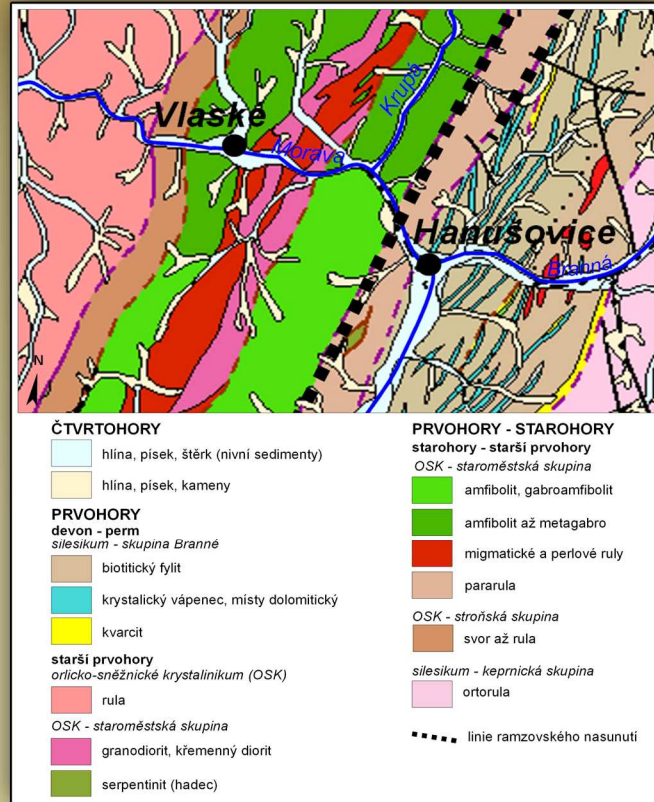 Vlaské
Krupá
Morava
Hanušovice
Branná
N
ČTVRTOHORY
hlína, písek, štěrk (nivní sedimenty)
hlína, písek, kameny
PRVOHORY
devon - perm
silesikum - skupina Branné
biotitický fylit
krystalický vápenec, místy dolomitický
kvarcit
starší prvohory
orlicko-sněžnické krystalinikum (OSK)
rula
OSK - staroměstská skupina
granodiorit, křemenný diorit
serpentinit (hadec)
PRVOHORY - STAROHORY
starohory - starší prvohory
OSK - staroměstská skupina
amfibolit, gabroamfibolit
amfibolit až metagabro
migmatické a perlové ruly
pararula
OSK - stroňská skupina
svor až rula
silesikum - keprnická skupina
ortorula
linie ramzovského nasunutí